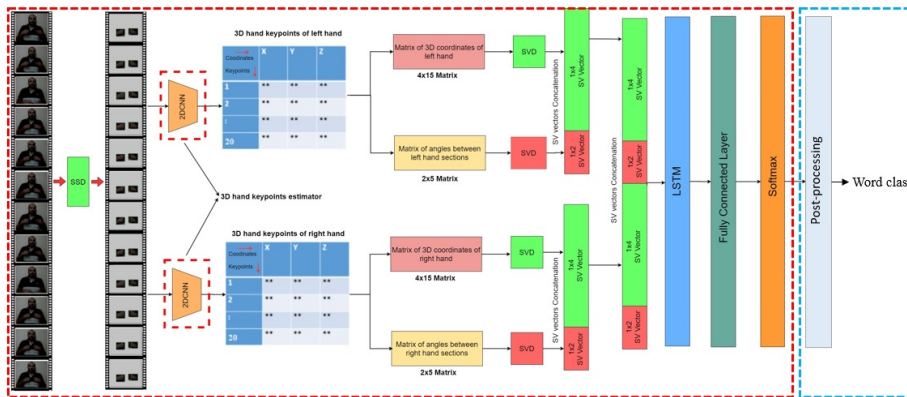 SSD
2DCNN
3D hand keypoints of left hand
Coordinates
Keypoints
X Y Z
1 ** ** **
2 ** ** **
: ** ** **
20 ** ** **
Matrix of 3D coordinates of
left hand
4x15 Matrix
SVD
Matrix of angles between
left hand sections
2x5 Matrix
SVD
SV vectors Concatenation
1x4
SV Vector
1x2
SV Vector
3D hand keypoints estimator
2DCNN
3D hand keypoints of right hand
Coordinates
Keypoints
X Y Z
1 ** ** **
2 ** ** **
: ** ** **
20 ** ** **
Matrix of 3D coordinates of
right hand
4x15 Matrix
SVD
Matrix of angles between
right hand sections
2x5 Matrix
SVD
SV vectors Concatenation
1x4
SV Vector
1x2
SV Vector
SV vectors Concatenation
1x4
SV Vector
1x2
SV Vector
1x4
SV Vector
1x2
SV Vector
LSTM
Fully Connected Layer
Softmax
Post-processing
Word clas